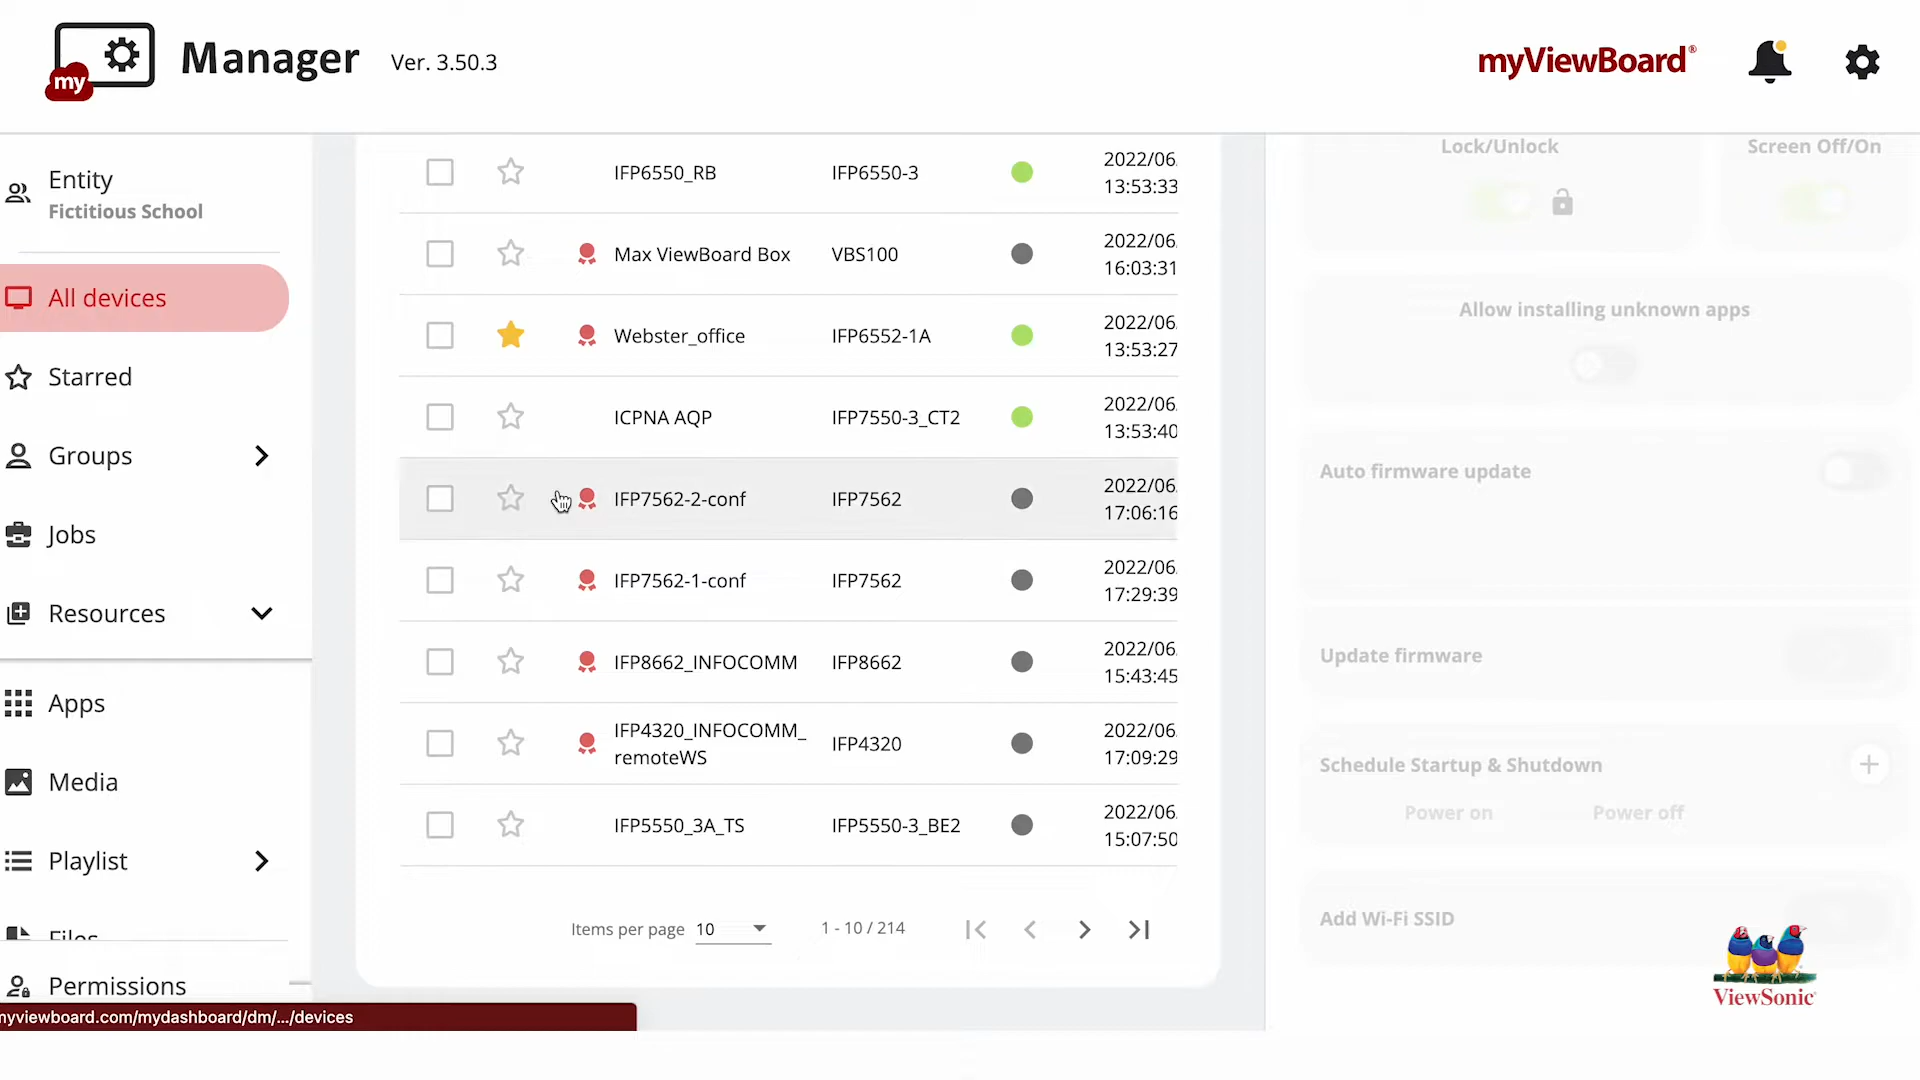 my
Manager
Ver. 3.50.3
myViewBoard®
Entity
Fictitious School
All devices
Starred
Groups
Jobs
Resources
Apps
Media
Playlist
Files
Permissions
myviewboard.com/mydashboard/dm/.../devices
IFP6550_RB IFP6550-3 2022/06
13:53:33
Max ViewBoard Box VBS100 2022/06
16:03:31
Webster_office IFP6552-1A 2022/06
13:53:27
ICPNA AQP IFP7550-3_CT2 2022/06
13:53:40
IFP7562-2-conf IFP7562 2022/06
17:06:16
IFP7562-1-conf IFP7562 2022/06
17:29:39
IFP8662_INFOCOMM IFP8662 2022/06
15:43:45
IFP4320_INFOCOMM_
remoteWS IFP4320 2022/06
17:09:29
IFP5550_3A_TS IFP5550-3_BE2 2022/06
15:07:50
Items per page 10 1 - 10 / 214
Lock/Unlock Screen Off/On
Allow installing unknown apps
Auto firmware update
Update firmware
Schedule Startup & Shutdown
Power on Power off
Add Wi-Fi SSID
ViewSonic